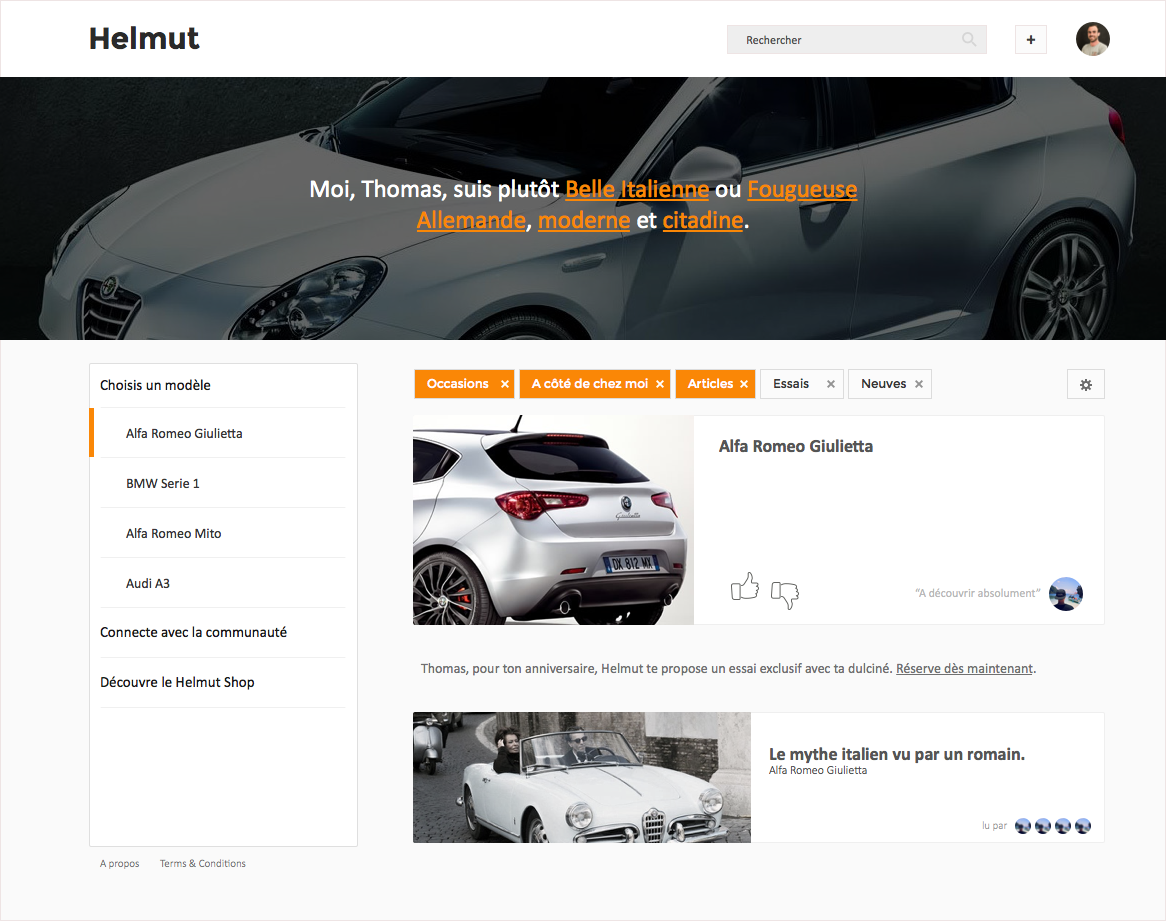 Helmut
Rechercher
+
Moi, Thomas, suis plutôt Belle Italienne ou Fougueuse
Allemande, moderne et citadine.
Choisis un modèle
Alfa Romeo Giulietta
BMW Serie 1
Alfa Romeo Mito
Audi A3
Connecte avec la communauté
Découvre le Helmut Shop
A propos
Terms & Conditions
Occasions ×
A côté de chez moi ×
Articles ×
Essais ×
Neuves ×
Giulietta
DX 812 MX
Alfa Romeo Giulietta
“A découvrir absolument”
Thomas, pour ton anniversaire, Helmut te propose un essai exclusif avec ta dulciné. Réserve dès maintenant.
Le mythe italien vu par un romain.
Alfa Romeo Giulietta
lu par